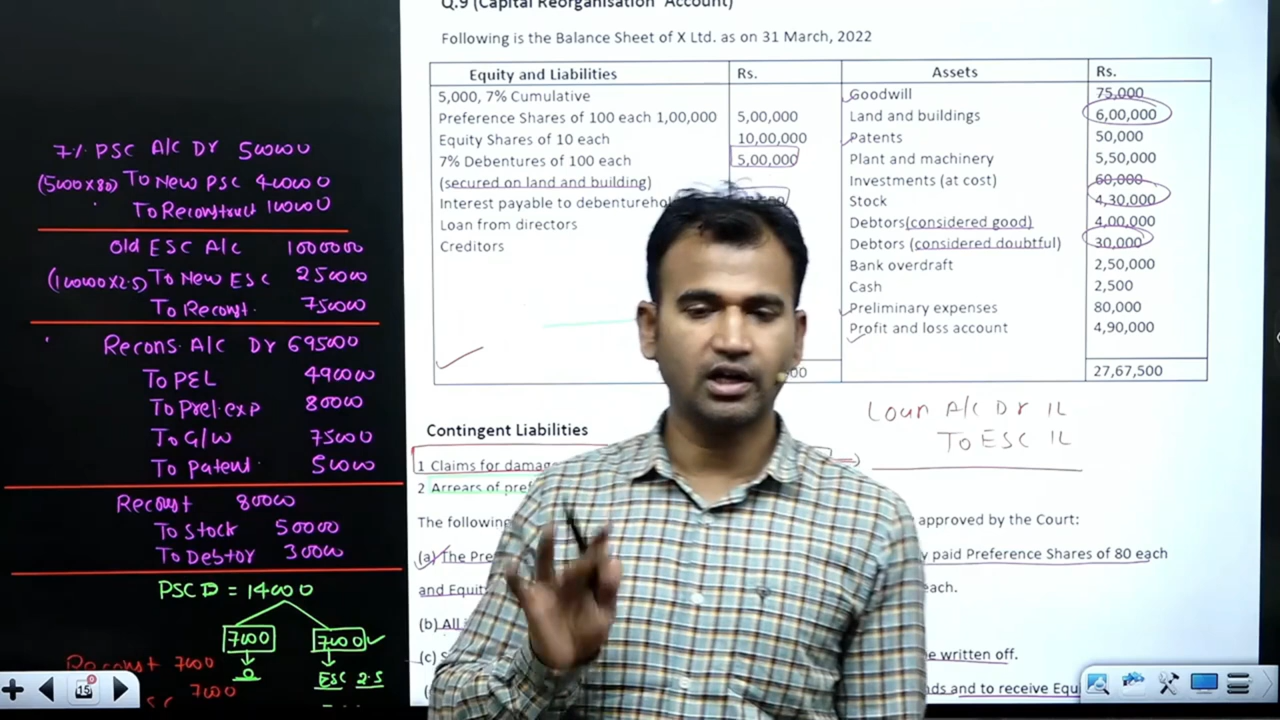 Q.9 (Capital Reorganisation Account)
Following is the Balance Sheet of X Ltd. as on 31 March, 2022
Equity and Liabilities Rs. Assets Rs.
5,000, 7% Cumulative Goodwill 75,000
Preference Shares of 100 each 1,00,000 5,00,000 Land and buildings 6,00,000
Equity Shares of 10 each 10,00,000 Patents 50,000
7% Debentures of 100 each 5,00,000 Plant and machinery 5,50,000
(secured on land and building) Investments (at cost) 60,000
Interest payable to Stock 4,30,000
Loan from directors Debtors(considered good) 4,00,000
Creditors Debtors (considered doubtful) 30,000
Bank overdraft 2,50,000
Cash 2,500
Preliminary expenses 80,000
Profit and loss account 4,90,000
27,67,500
Loan A/c Dr 1L
To ESC 1L
Contingent Liabilities
1 Claims for
2 Arrears of
The following approved by the Court:
(a) The paid Preference Shares of 80 each
and each.
(b) All
(c) be written off.
and to receive
7% PSC A/C Dr 500000
(5000x80) To New PSC 400000
To Reconstruct 100000
Old ESC A/c 1000000
(100000x2.5) To New ESC 250000
To Reconst. 750000
Recons. A/C Dr 695000
To P&L 490000
To Prel. exp 80000
To G/W 75000
To Patent 50000
Reconst 80000
To Stock 50000
To Debtor 30000
PSC D = 14000
7000 7000
0 ESC 2.5
Reconst 7000
7000
15